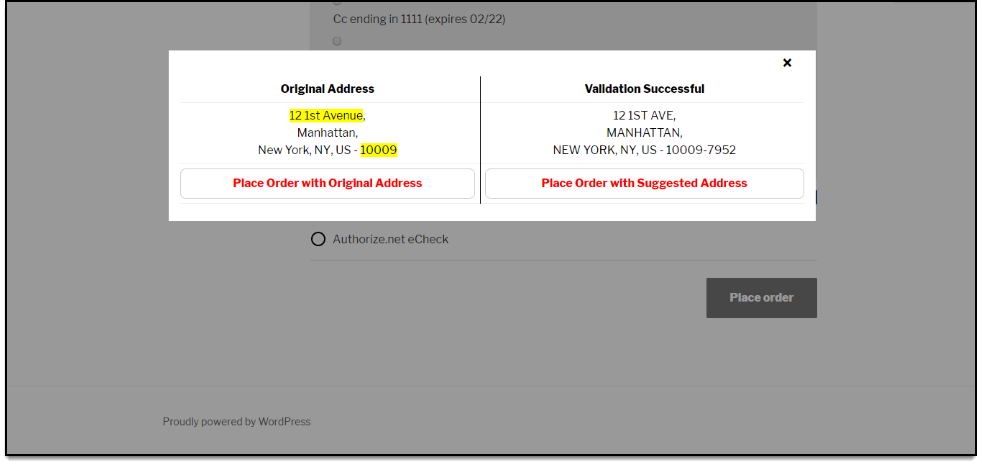 Cc ending in 1111 (expires 02/22)
×
Original Address
12 1st Avenue,
Manhattan,
New York, NY, US - 10009
Place Order with Original Address
Validation Successful
12 1ST AVE,
MANHATTAN,
NEW YORK, NY, US - 10009-7952
Place Order with Suggested Address
Authorize.net eCheck
Place order
Proudly powered by WordPress